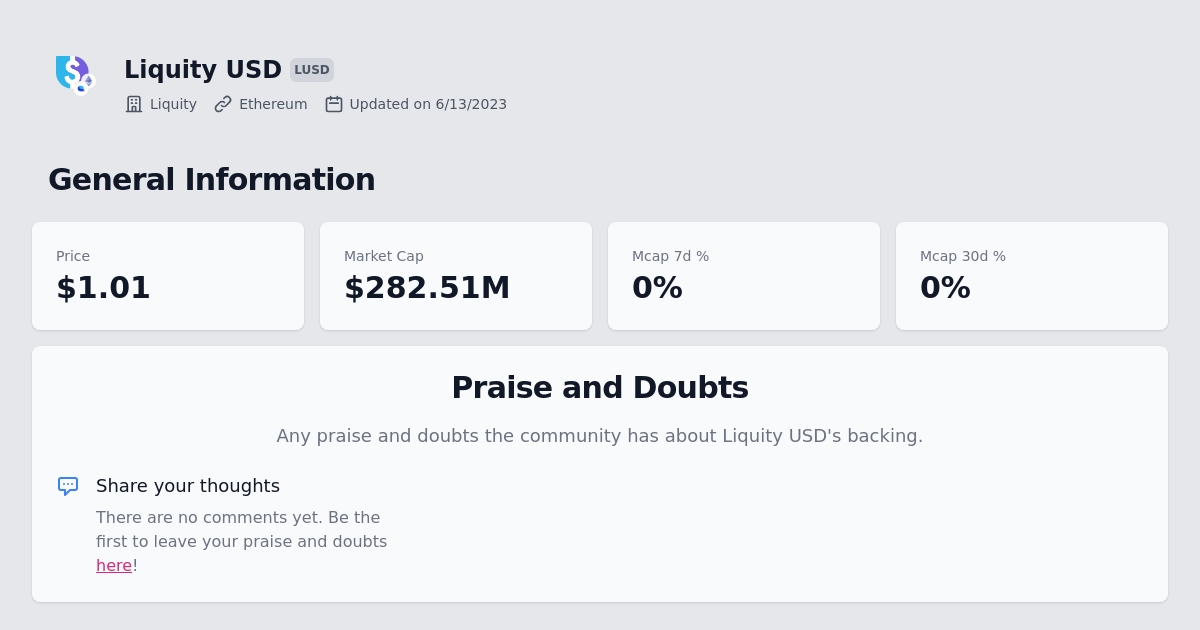 Liquity USD LUSD
Liquity Ethereum Updated on 6/13/2023
General Information
Price
$1.01
Market Cap
$282.51M
Mcap 7d %
0%
Mcap 30d %
0%
Praise and Doubts
Any praise and doubts the community has about Liquity USD's backing.
Share your thoughts
There are no comments yet. Be the
first to leave your praise and doubts
here!